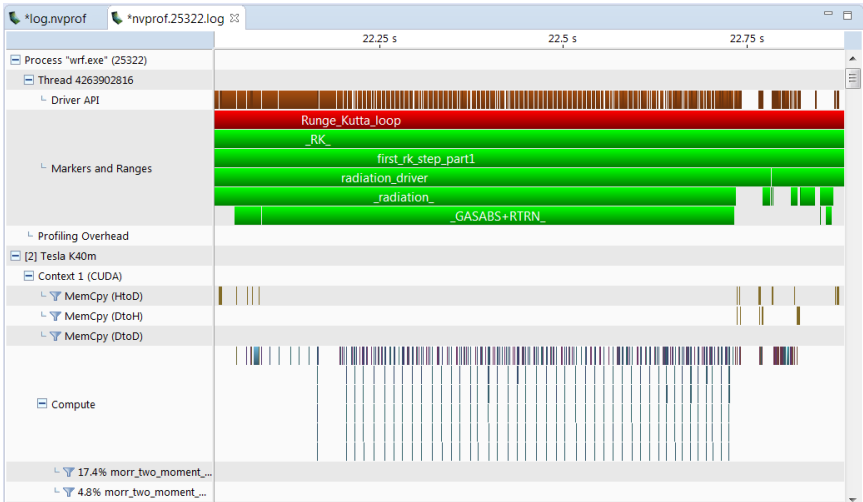 *log.nvprof *nvprof.25322.log
22.25 s 22.5 s 22.75 s
Process "wrf.exe" (25322)
Thread 4263902816
Driver API
Runge_Kutta_loop
_RK_
first_rk_step_part1
Markers and Ranges
radiation_driver
_radiation_
_GASABS+RTRN_
Profiling Overhead
[2] Tesla K40m
Context 1 (CUDA)
MemCpy (HtoD)
MemCpy (DtoH)
MemCpy (DtoD)
Compute
17.4% morr_two_moment_...
4.8% morr_two_moment_...